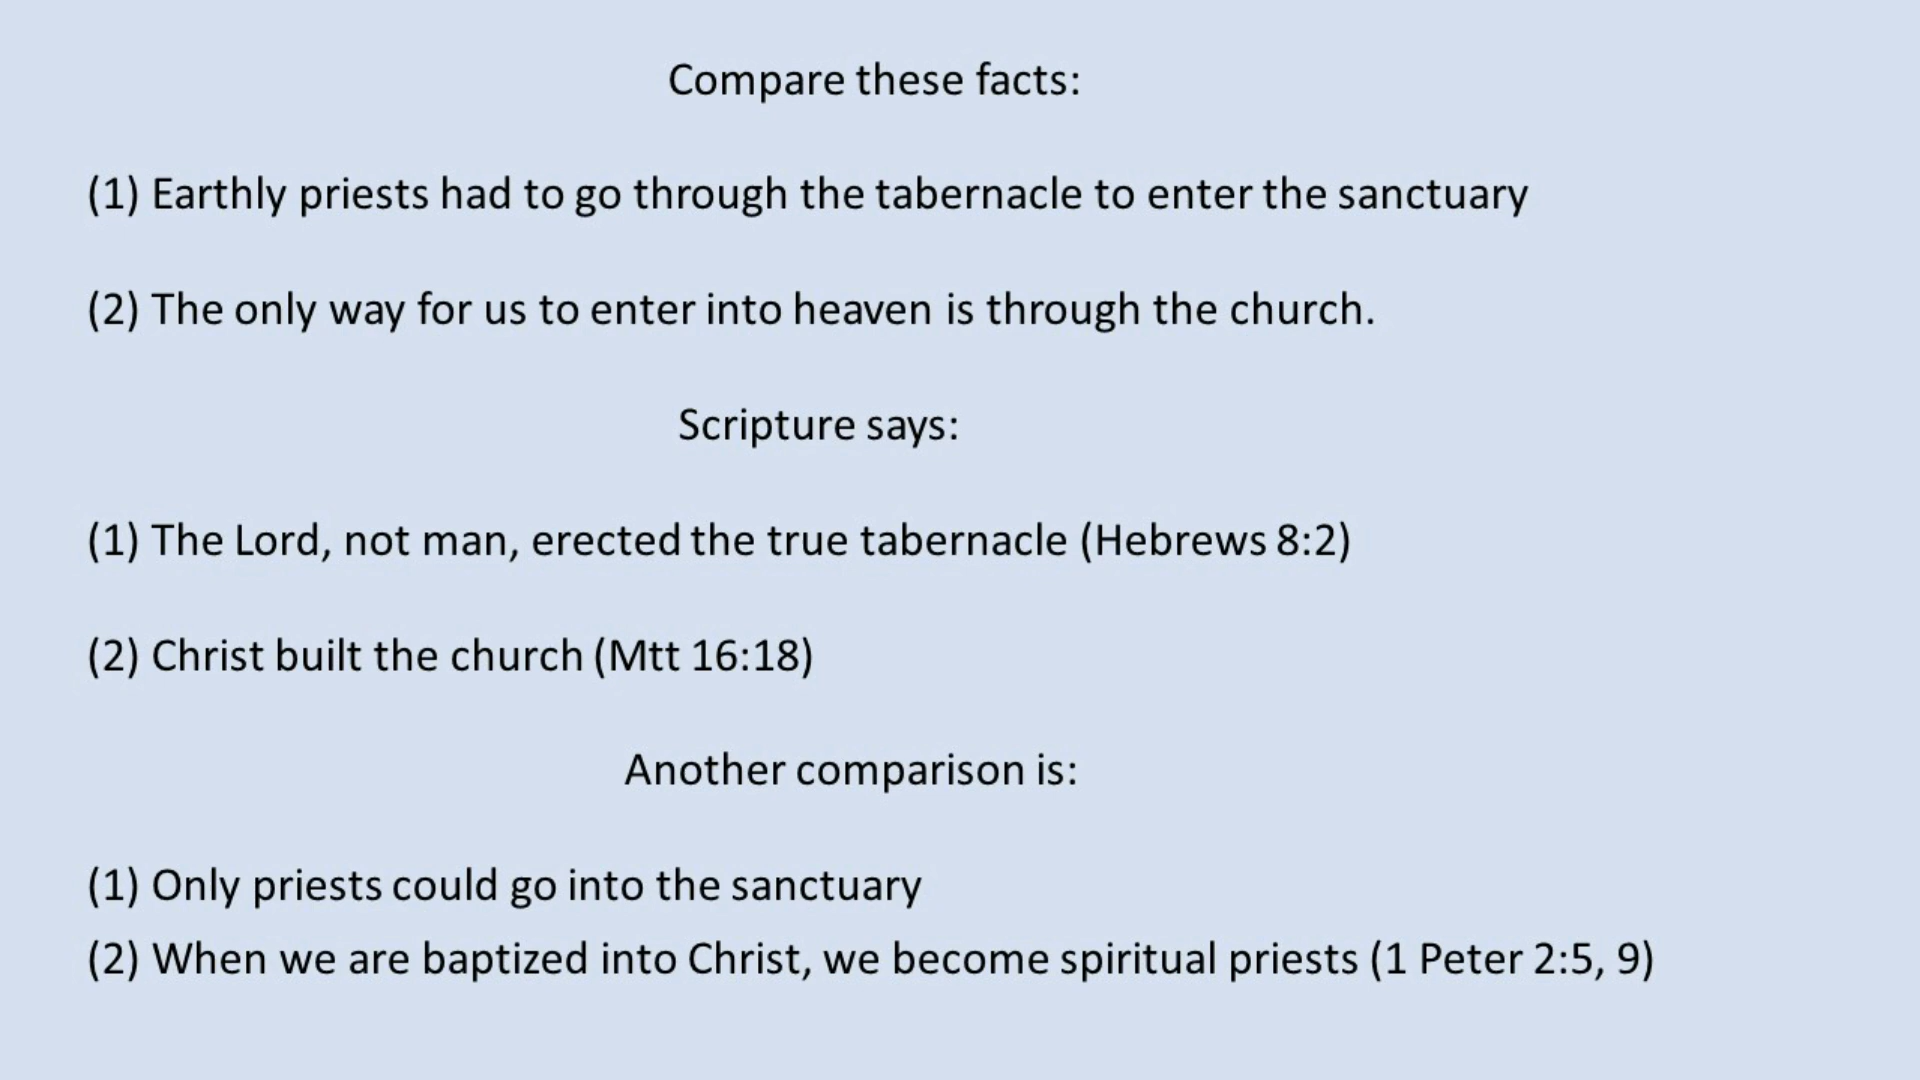 Compare these facts:
(1) Earthly priests had to go through the tabernacle to enter the sanctuary
(2) The only way for us to enter into heaven is through the church.
Scripture says:
(1) The Lord, not man, erected the true tabernacle (Hebrews 8:2)
(2) Christ built the church (Mtt 16:18)
Another comparison is:
(1) Only priests could go into the sanctuary
(2) When we are baptized into Christ, we become spiritual priests (1 Peter 2:5, 9)